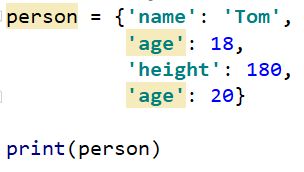 person = {'name': 'Tom',
'age': 18,
'height': 180,
'age': 20}
print(person)